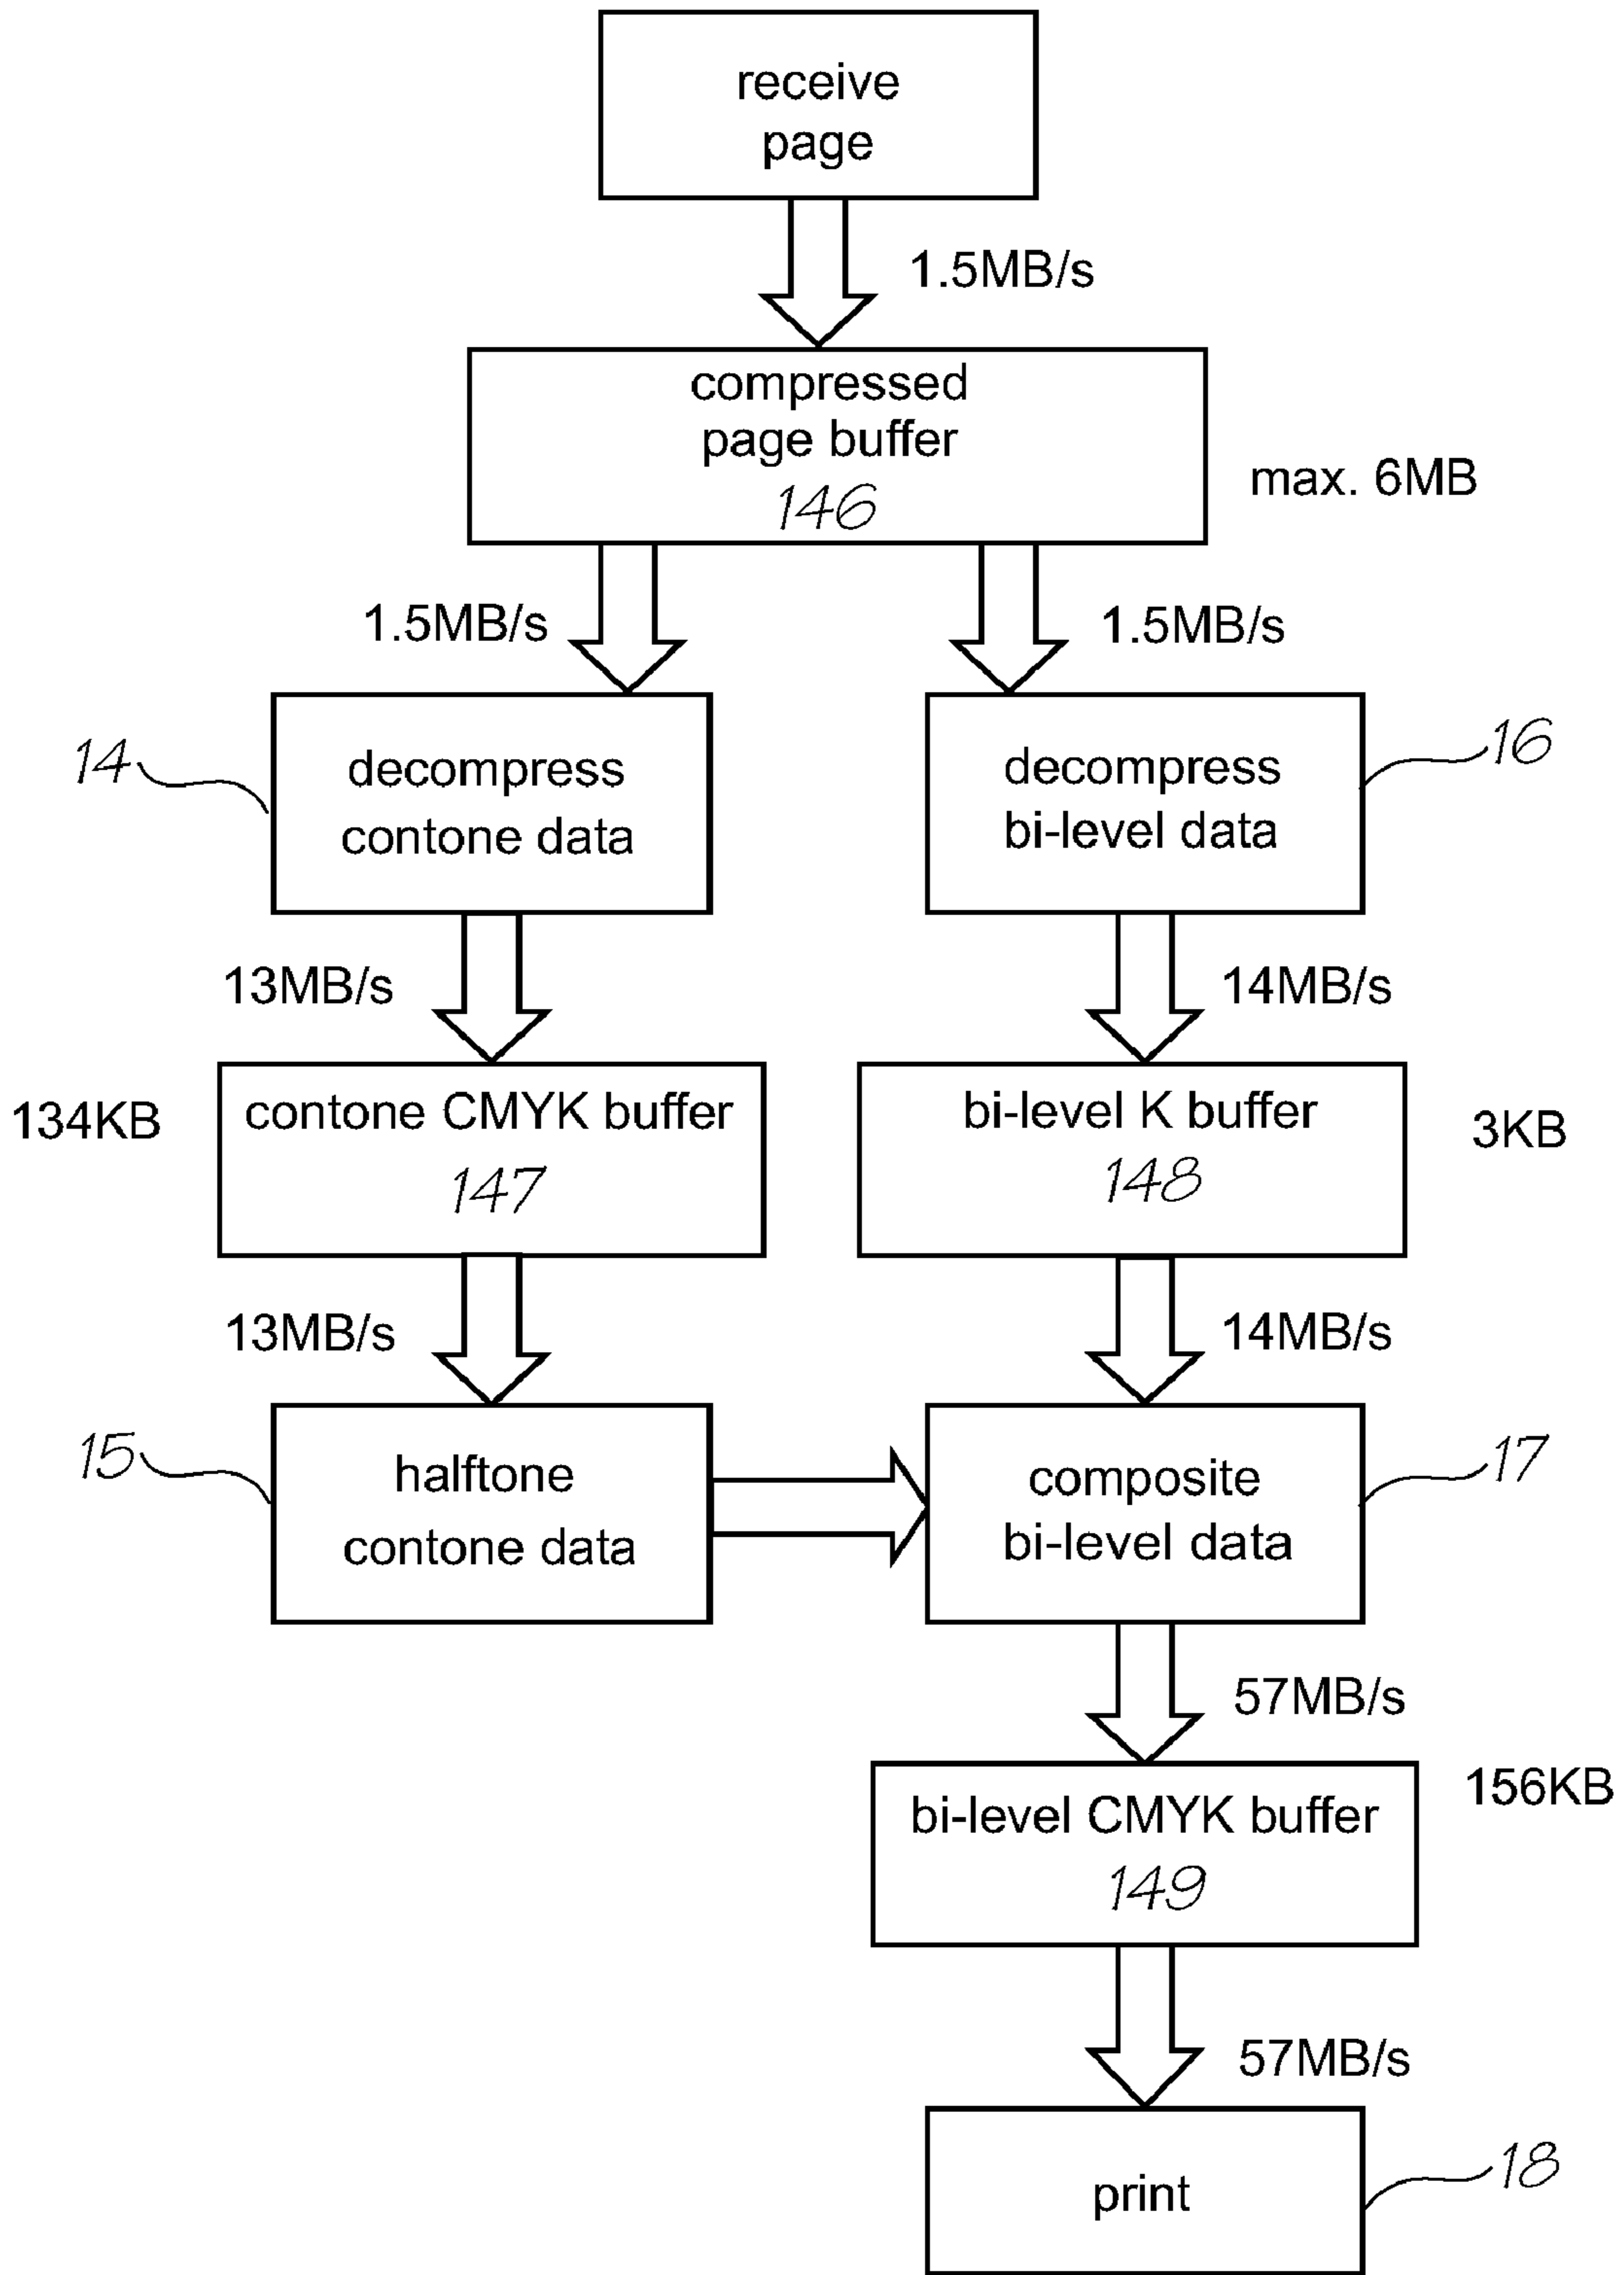 receive
page
1.5MB/s
compressed
page buffer
146
max. 6MB
1.5MB/s
1.5MB/s
14
decompress
contone data
decompress
bi-level data
16
13MB/s
14MB/s
134KB
contone CMYK buffer
147
bi-level K buffer
148
3KB
13MB/s
14MB/s
15
halftone
contone data
composite
bi-level data
17
57MB/s
bi-level CMYK buffer
149
156KB
57MB/s
print
18